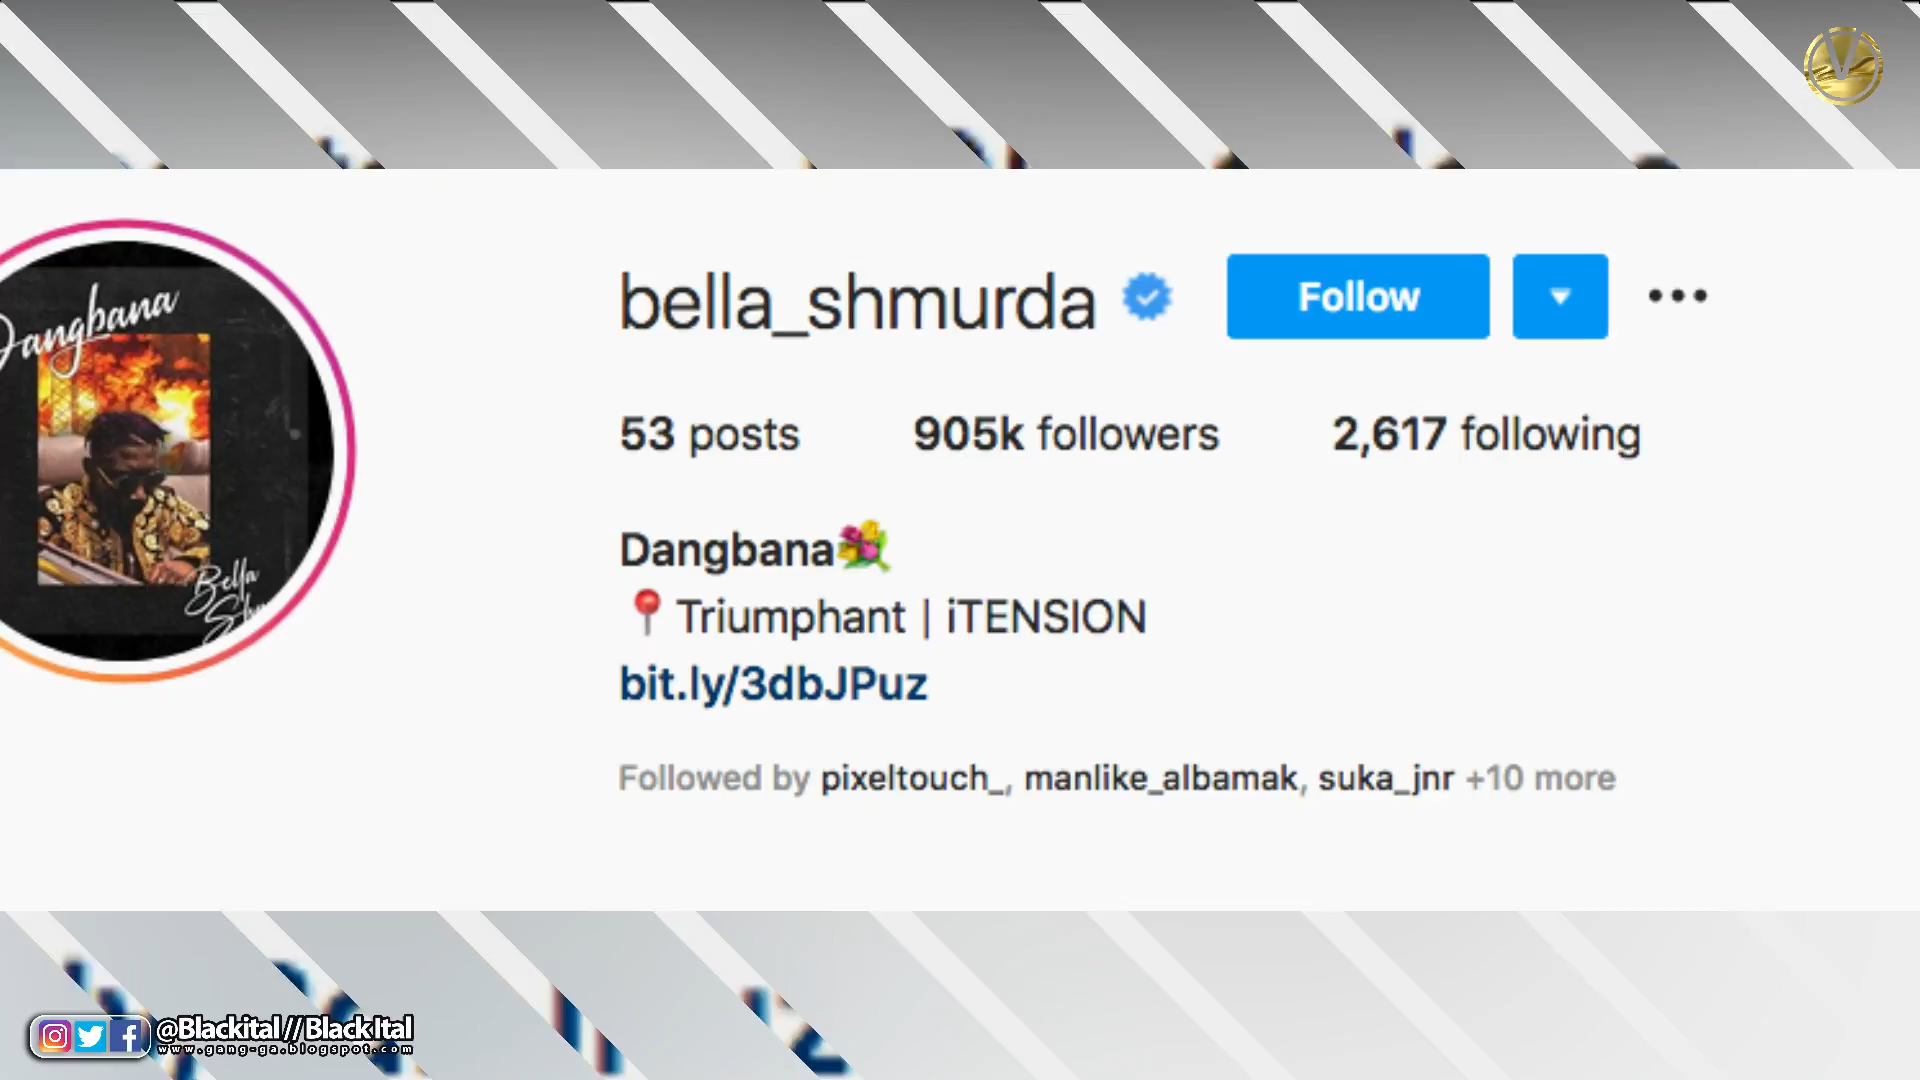 Dangbana
Bella
bella_shmurda
Follow
53 posts 905k followers 2,617 following
Dangbana💐
📍Triumphant | iTENSION
bit.ly/3dbJPuz
Followed by pixeltouch_, manlike_albamak, suka_jnr +10 more
@Blackital//BlackItal
www.gang-ga.blogspot.com